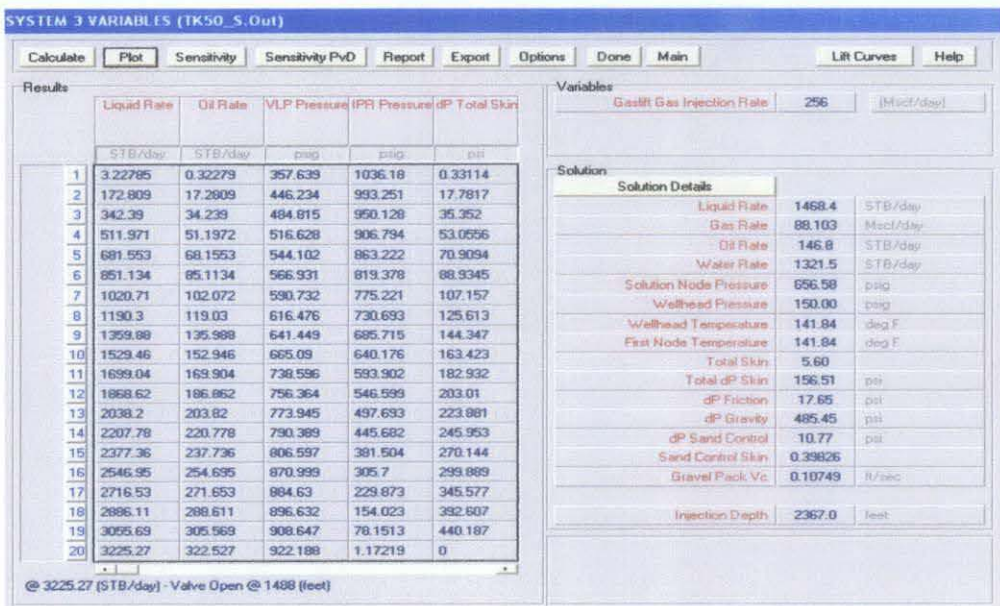 SYSTEM 3 VARIABLES (TK50_S.Out)
Calculate Plot Sensitivity Sensitivity PvD Report Export Options Done Main Lift Curves Help
Results
Liquid Rate Oil Rate VLP Pressure IPR Pressure dP Total Skin
STB/day STB/day psig psig psi
1 3.22785 0.32279 357.639 1036.18 0.33114
2 172.809 17.2809 446.234 993.251 17.7817
3 342.39 34.239 484.815 950.128 35.352
4 511.971 51.1972 516.628 906.794 53.0556
5 681.553 68.1553 544.102 863.222 70.9094
6 851.134 85.1134 566.931 819.378 88.9345
7 1020.71 102.072 590.732 775.221 107.157
8 1190.3 119.03 616.476 730.693 125.613
9 1359.88 135.988 641.449 685.715 144.347
10 1529.46 152.946 665.09 640.176 163.423
11 1699.04 169.904 738.596 593.902 182.932
12 1868.62 186.862 756.364 546.599 203.01
13 2038.2 203.82 773.945 497.693 223.881
14 2207.78 220.778 790.389 445.682 245.953
15 2377.36 237.736 806.597 381.504 270.144
16 2546.95 254.695 870.999 305.7 299.889
17 2716.53 271.653 884.63 229.873 345.577
18 2886.11 288.611 896.632 154.023 392.607
19 3055.69 305.569 908.647 78.1513 440.187
20 3225.27 322.527 922.188 1.17219 0
@ 3225.27 (STB/day) - Valve Open @ 1488 (feet)
Variables
Gaslift Gas Injection Rate 256 (Mscf/day)
Solution
Solution Details
Liquid Rate 1468.4 STB/day
Gas Rate 88.103 Mscf/day
Oil Rate 146.8 STB/day
Water Rate 1321.5 STB/day
Solution Node Pressure 656.58 psig
Wellhead Pressure 150.00 psig
Wellhead Temperature 141.84 deg F
First Node Temperature 141.84 deg F
Total Skin 5.60
Total dP Skin 156.51 psi
dP Friction 17.65 psi
dP Gravity 485.45 psi
dP Sand Control 10.77 psi
Sand Control Skin 0.39826
Gravel Pack Vc 0.10749 ft/sec
Injection Depth 2367.0 feet